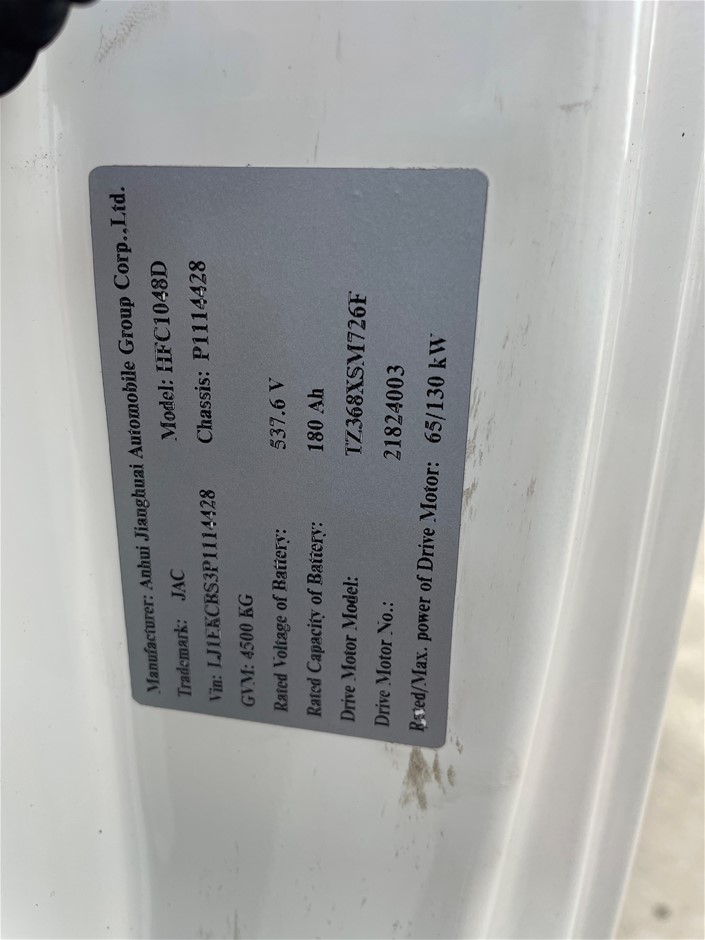 Manufacturer: Anhui Jianghuai Automobile Group Corp.,Ltd.
Trademark: JAC Model: HFC1048D
Vin: LJ1EKCBS3P1114428 Chassis: P1114428
GVM: 4500 KG
Rated Voltage of Battery: 537.6 V
Rated Capacity of Battery: 180 Ah
Drive Motor Model: TZ368XSM726F
Drive Motor No.: 21824003
Rated/Max. power of Drive Motor: 65/130 kW